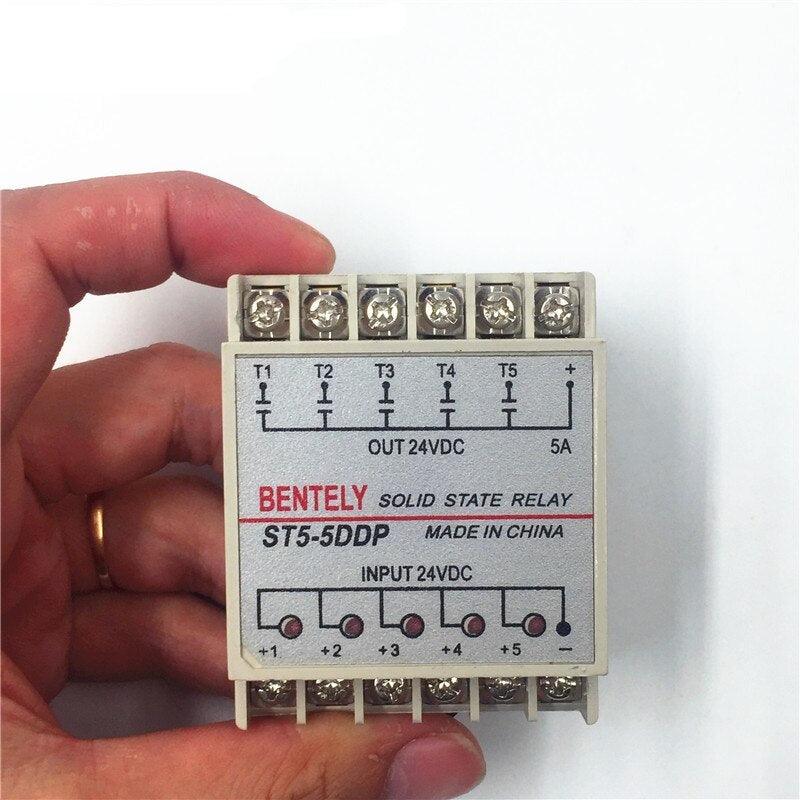 T1 T2 T3 T4 T5 +
OUT 24VDC 5A
BENTELY SOLID STATE RELAY
ST5-5DDP MADE IN CHINA
INPUT 24VDC
+1 +2 +3 +4 +5 −